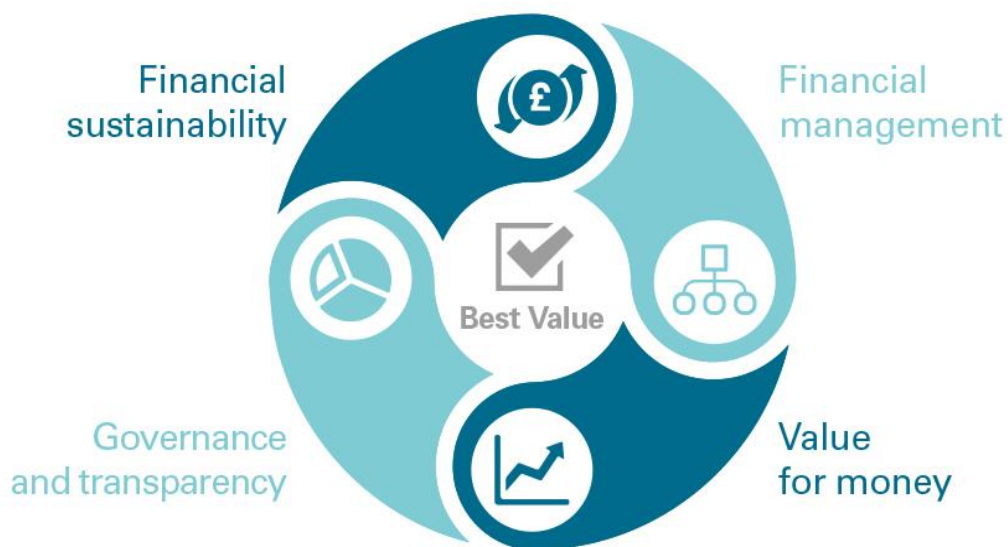 Financial
sustainability
£
Financial
management
Best Value
Governance
and transparency
Value
for money